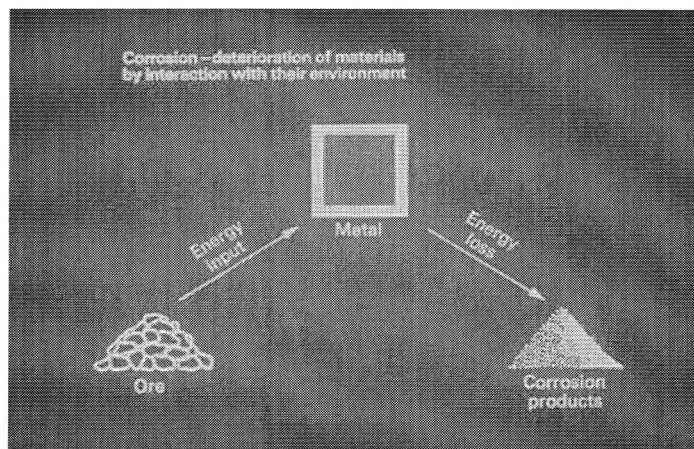 Corrosion—deterioration of materials
by interaction with their environment
Metal
Energy
input
Energy
loss
Ore
Corrosion
products